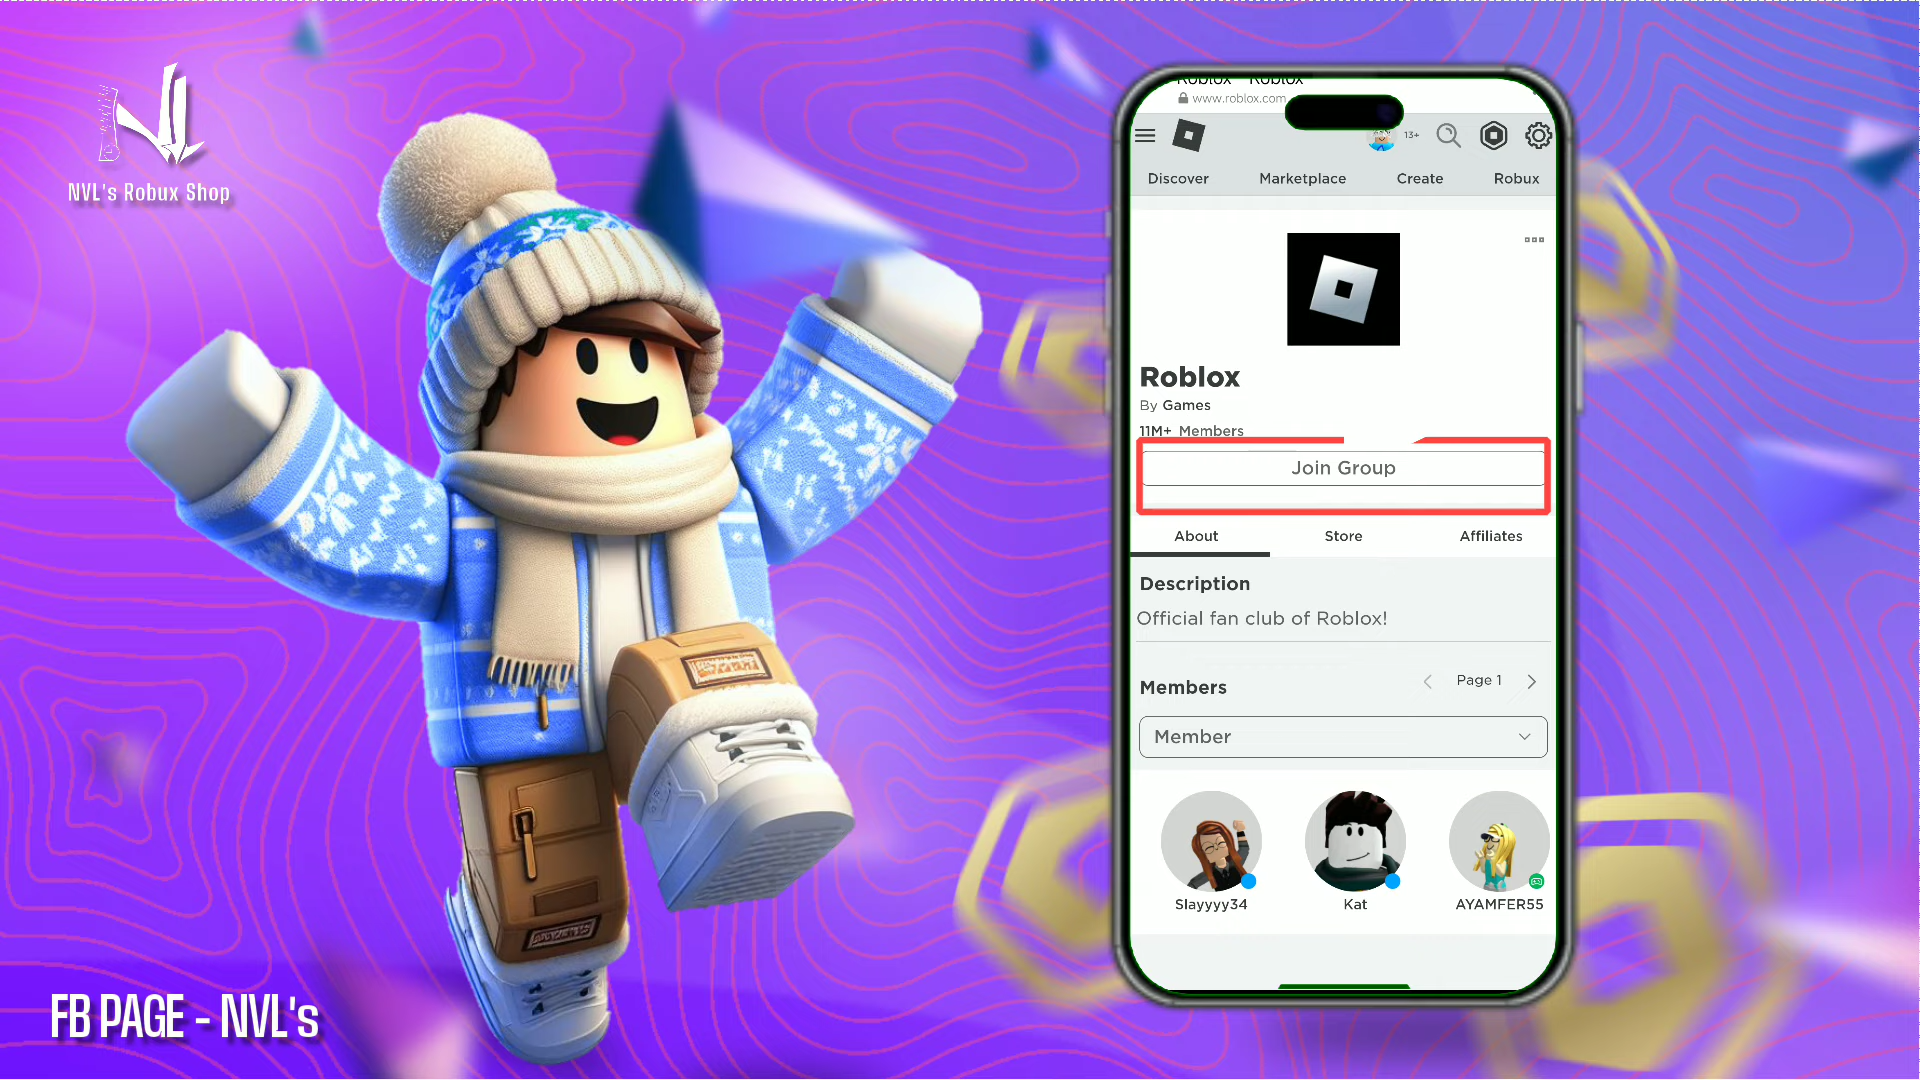 NVL's Robux Shop
FB PAGE - NVL's
Roblox Roblox
www.roblox.com
13+
Discover Marketplace Create Robux
Roblox
By Games
11M+ Members
Join Group
About Store Affiliates
Description
Official fan club of Roblox!
Members
Page 1
Member
Slayyyy34 Kat AYAMFER55